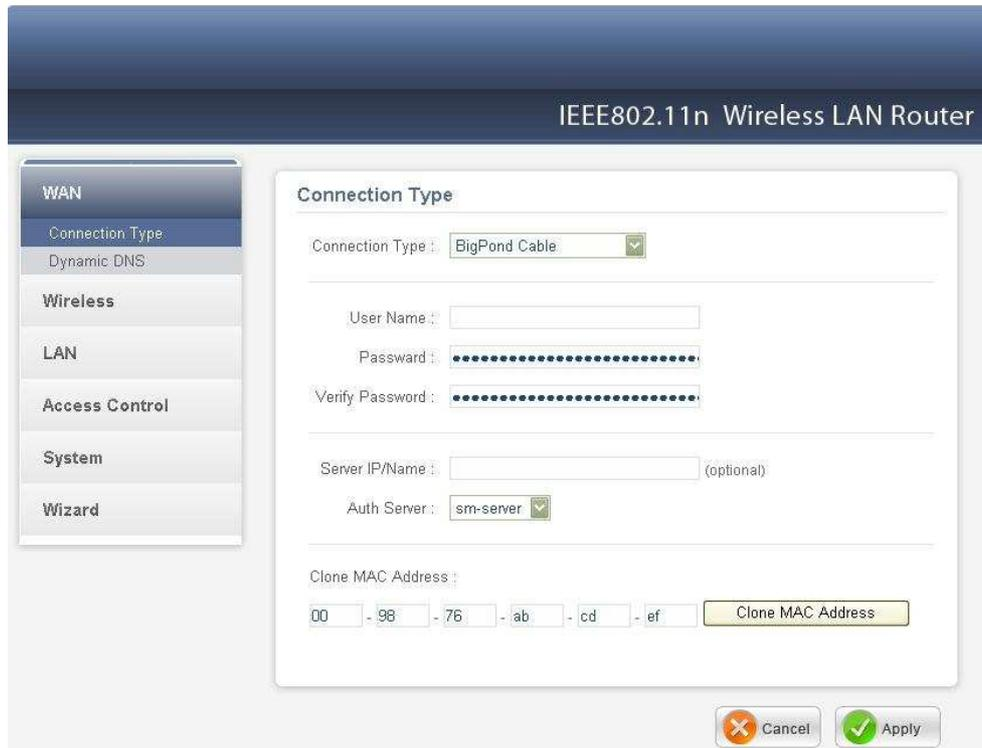 IEEE802.11n Wireless LAN Router
WAN
Connection Type
Dynamic DNS
Wireless
LAN
Access Control
System
Wizard
Connection Type
Connection Type : BigPond Cable
User Name :
Passward :
Verify Password :
Server IP/Name : (optional)
Auth Server : sm-server
Clone MAC Address :
00 - 98 - 76 - ab - cd - ef Clone MAC Address
Cancel Apply